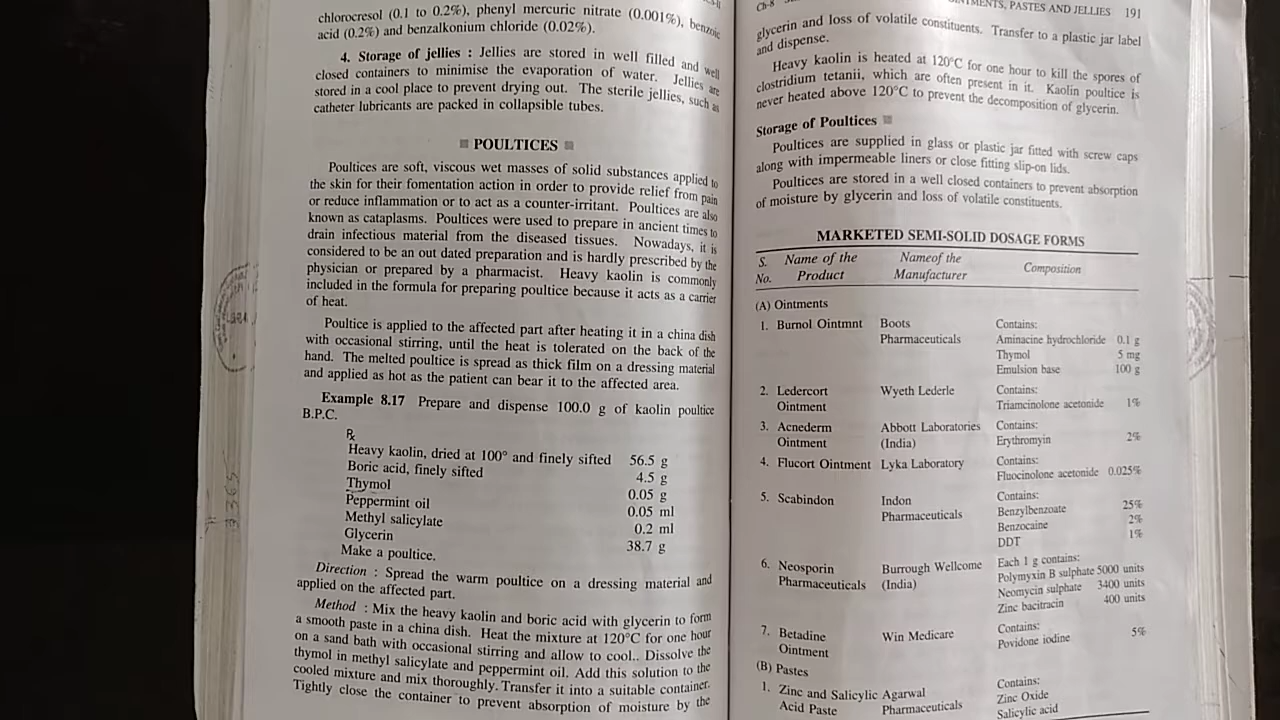 chlorocresol (0.1 to 0.2%), phenyl mercuric nitrate (0.001%), benzoic
acid (0.2%) and benzalkonium chloride (0.02%).
4. Storage of jellies : Jellies are stored in well filled and well
closed containers to minimise the evaporation of water. Jellies are
stored in a cool place to prevent drying out. The sterile jellies, such as
catheter lubricants are packed in collapsible tubes.
POULTICES
Poultices are soft, viscous wet masses of solid substances applied to
the skin for their fomentation action in order to provide relief from pain
or reduce inflammation or to act as a counter-irritant. Poultices are also
known as cataplasms. Poultices were used to prepare in ancient times to
drain infectious material from the diseased tissues. Nowadays, it is
considered to be an out dated preparation and is hardly prescribed by the
physician or prepared by a pharmacist. Heavy kaolin is commonly
included in the formula for preparing poultice because it acts as a carrier
of heat.
Poultice is applied to the affected part after heating it in a china dish
with occasional stirring, until the heat is tolerated on the back of the
hand. The melted poultice is spread as thick film on a dressing material
and applied as hot as the patient can bear it to the affected area.
Example 8.17 Prepare and dispense 100.0 g of kaolin poultice
B.P.C.
℞
Heavy kaolin, dried at 100° and finely sifted 56.5 g
Boric acid, finely sifted 4.5 g
Thymol 0.05 g
Peppermint oil 0.05 ml
Methyl salicylate 0.2 ml
Glycerin 38.7 g
Make a poultice.
Direction : Spread the warm poultice on a dressing material and
applied on the affected part.
Method : Mix the heavy kaolin and boric acid with glycerin to form
a smooth paste in a china dish. Heat the mixture at 120°C for one hour
on a sand bath with occasional stirring and allow to cool.. Dissolve the
thymol in methyl salicylate and peppermint oil. Add this solution to the
cooled mixture and mix thoroughly. Transfer it into a suitable container.
Tightly close the container to prevent absorption of moisture by the
3365
Ch-8 PASTES AND JELLIES 191
glycerin and loss of volatile constituents. Transfer to a plastic jar label
and dispense.
Heavy kaolin is heated at 120°C for one hour to kill the spores of
clostridium tetanii, which are often present in it. Kaolin poultice is
never heated above 120°C to prevent the decomposition of glycerin.
Storage of Poultices
Poultices are supplied in glass or plastic jar fitted with screw caps
along with impermeable liners or close fitting slip-on lids.
Poultices are stored in a well closed containers to prevent absorption
of moisture by glycerin and loss of volatile constituents.
MARKETED SEMI-SOLID DOSAGE FORMS
S. Name of the Nameof the Composition
No. Product Manufacturer
(A) Ointments
1. Burnol Ointmnt Boots Contains:
Pharmaceuticals Aminacine hydrochloride 0.1 g
Thymol 5 mg
Emulsion base 100 g
2. Ledercort Wyeth Lederle Contains:
Ointment Triamcinolone acetonide 1%
3. Acnederm Abbott Laboratories Contains:
Ointment (India) Erythromyin 2%
4. Flucort Ointment Lyka Laboratory Contains:
Fluocinolone acetonide 0.025%
5. Scabindon Indon Contains:
Pharmaceuticals Benzylbenzoate 25%
Benzocaine 2%
DDT 1%
6. Neosporin Burrough Wellcome Each 1 g contains:
Pharmaceuticals (India) Polymyxin B sulphate 5000 units
Neomycin sulphate 3400 units
Zinc bacitracin 400 units
7. Betadine Win Medicare Contains:
Ointment Povidone iodine 5%
(B) Pastes
1. Zinc and Salicylic Agarwal Contains:
Acid Paste Pharmaceuticals Zinc Oxide
Salicylic acid